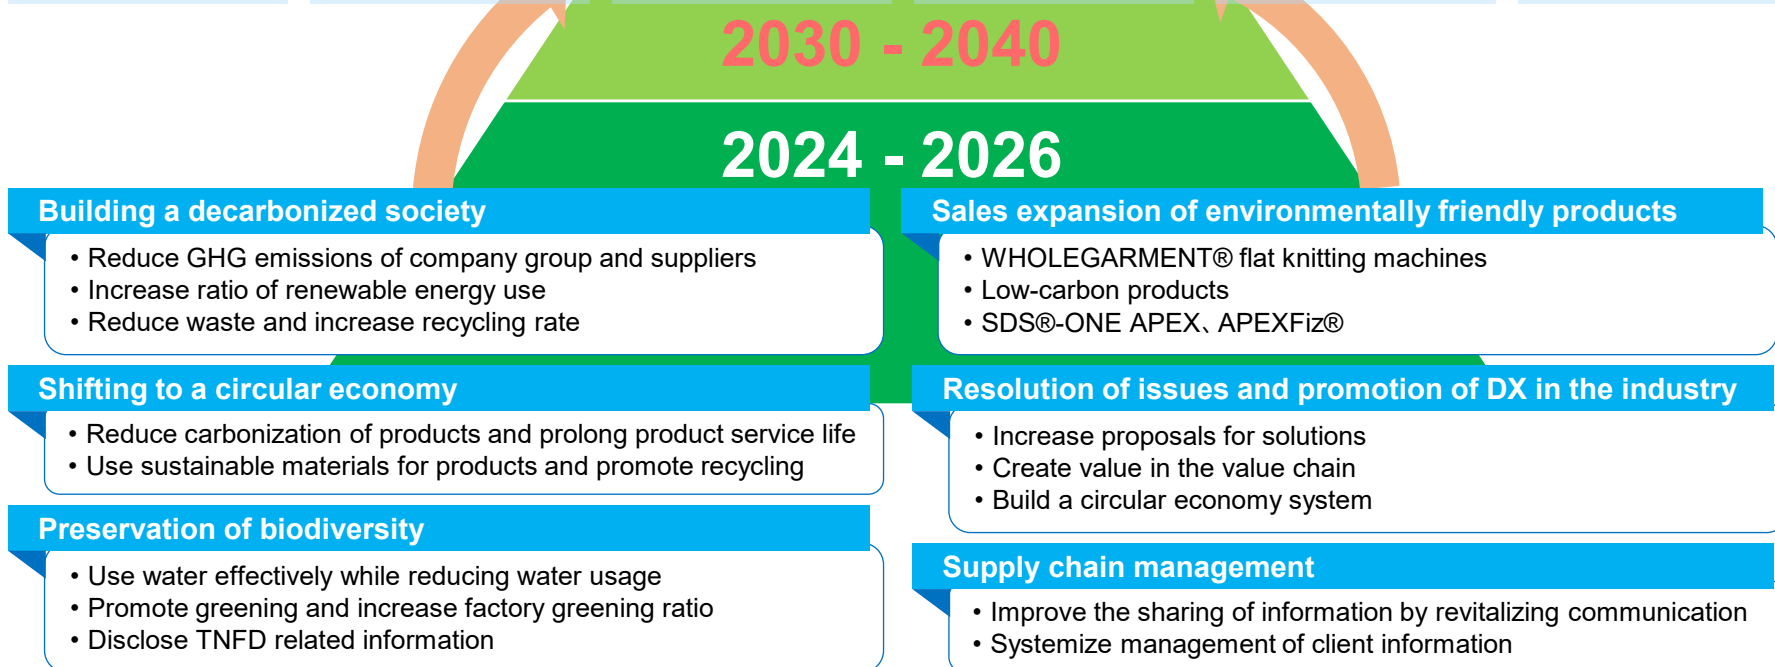 2030 - 2040
2024 - 2026
Building a decarbonized society
• Reduce GHG emissions of company group and suppliers
• Increase ratio of renewable energy use
• Reduce waste and increase recycling rate
Shifting to a circular economy
• Reduce carbonization of products and prolong product service life
• Use sustainable materials for products and promote recycling
Preservation of biodiversity
• Use water effectively while reducing water usage
• Promote greening and increase factory greening ratio
• Disclose TNFD related information
Sales expansion of environmentally friendly products
• WHOLEGARMENT® flat knitting machines
• Low-carbon products
• SDS®-ONE APEX、APEXFiz®
Resolution of issues and promotion of DX in the industry
• Increase proposals for solutions
• Create value in the value chain
• Build a circular economy system
Supply chain management
• Improve the sharing of information by revitalizing communication
• Systemize management of client information